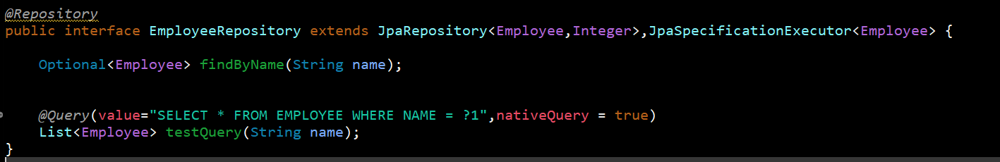 @Repository
public interface EmployeeRepository extends JpaRepository<Employee,Integer>,JpaSpecificationExecutor<Employee> {
Optional<Employee> findByName(String name);
@Query(value="SELECT * FROM EMPLOYEE WHERE NAME = ?1",nativeQuery = true)
List<Employee> testQuery(String name);
}